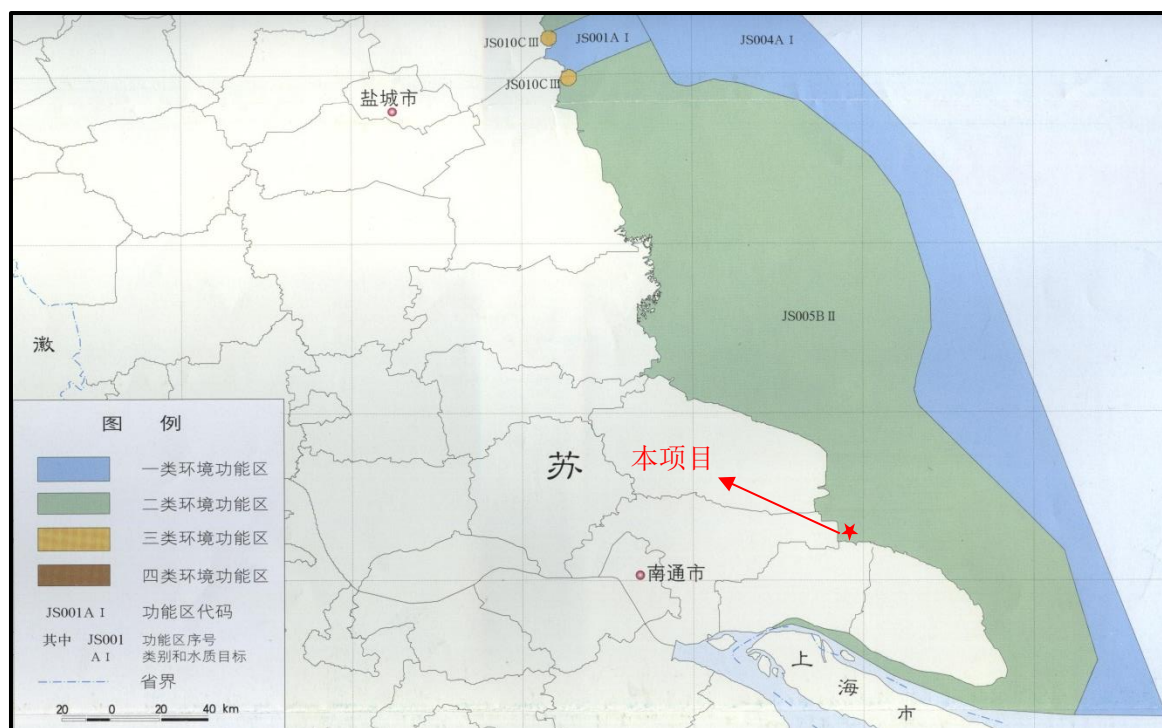 JS010CⅢ
JS001AⅠ
JS004AⅠ
JS010CⅢ
盐城市
JS005BⅡ
徽
苏
本项目
南通市
上
海
市
图 例
一类环境功能区
二类环境功能区
三类环境功能区
四类环境功能区
JS001AⅠ 功能区代码
其中 JS001 功能区序号
AⅠ 类别和水质目标
省界
20 0 20 40 km